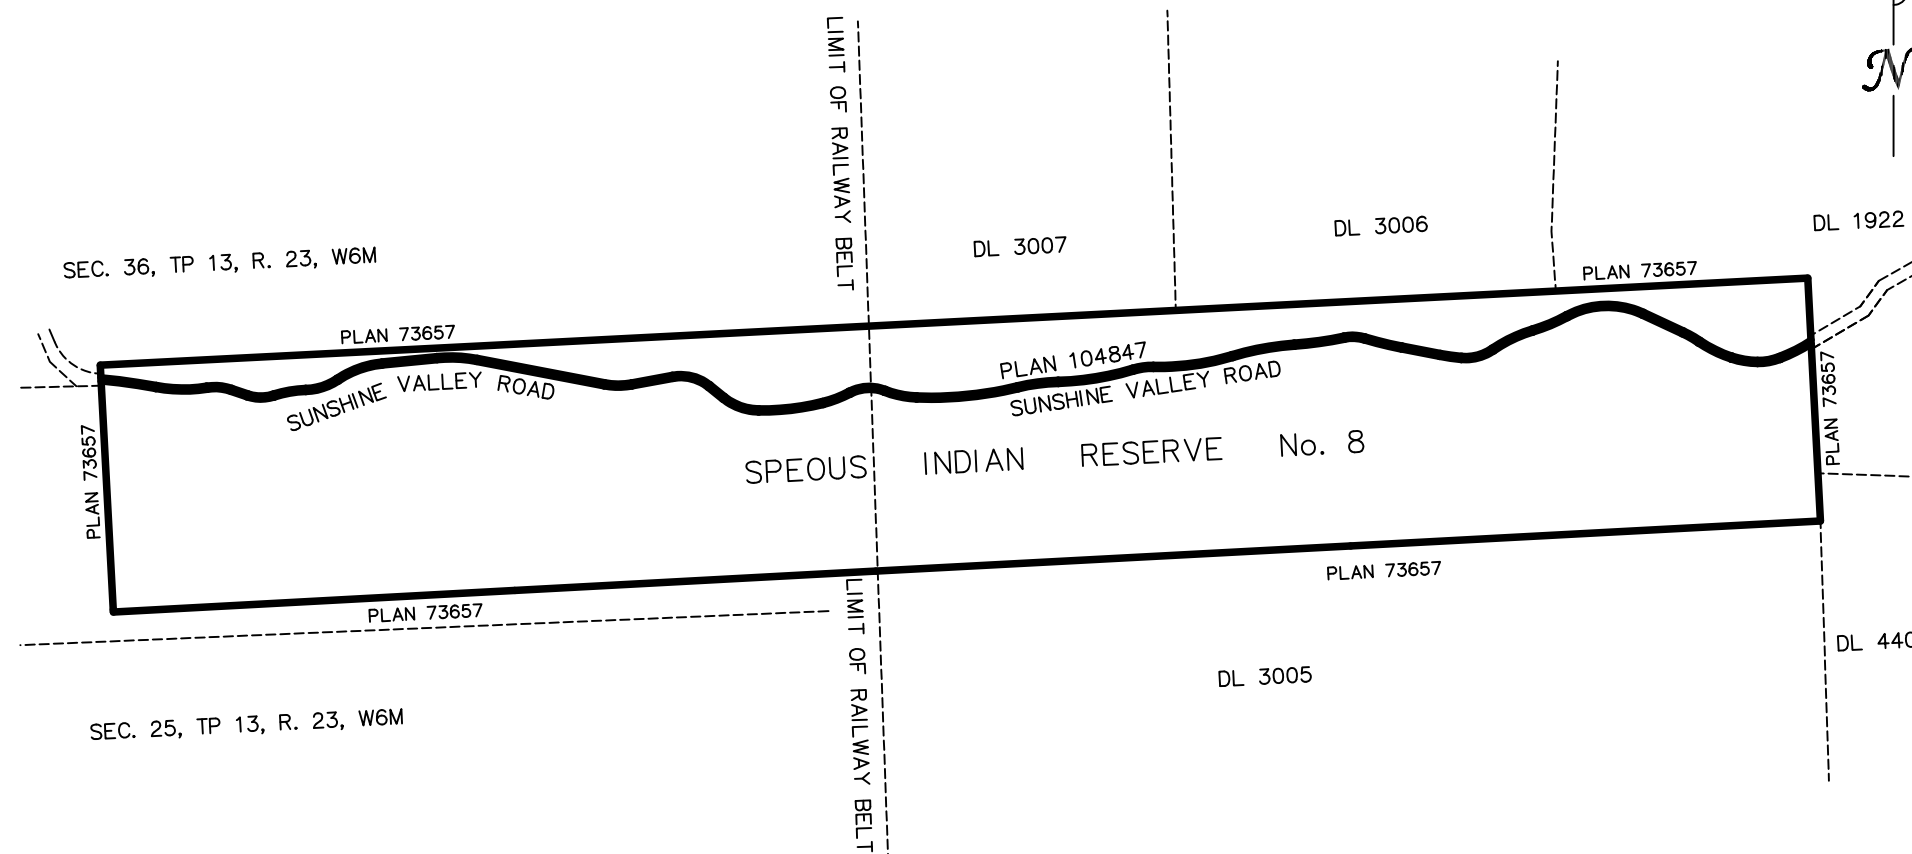 LIMIT OF RAILWAY BELT
N
SEC. 36, TP 13, R. 23, W6M
DL 3007
DL 3006
DL 1922
PLAN 73657
PLAN 73657
PLAN 104847
SUNSHINE VALLEY ROAD
SUNSHINE VALLEY ROAD
PLAN 73657
PLAN 73657
SPEOUS INDIAN RESERVE No. 8
PLAN 73657
PLAN 73657
LIMIT OF RAILWAY BELT
DL 3005
DL 440
SEC. 25, TP 13, R. 23, W6M